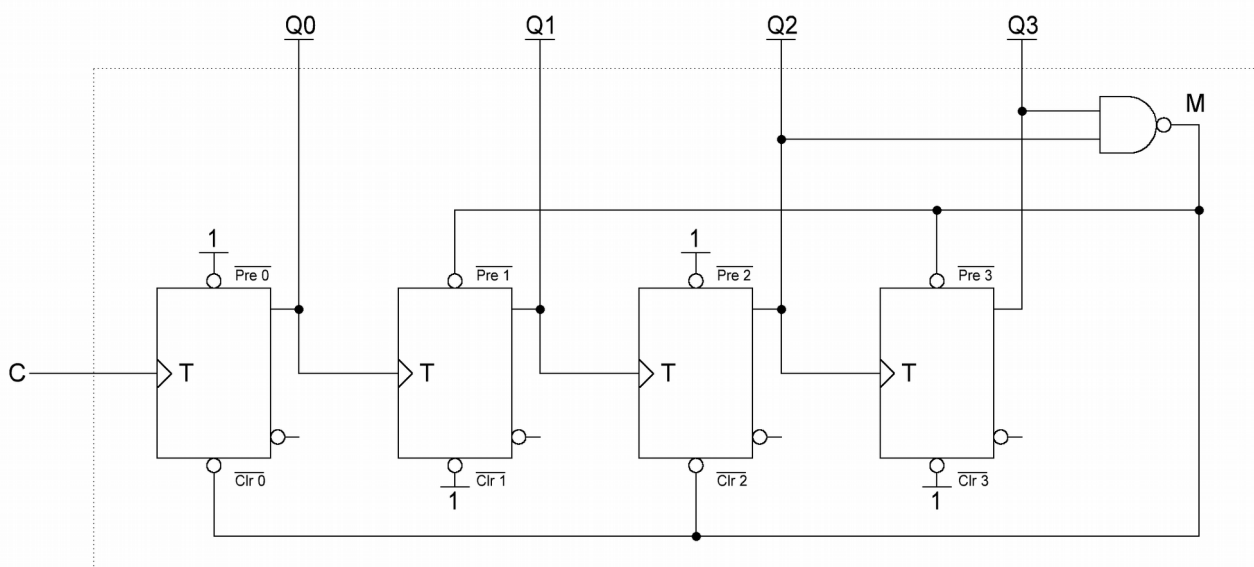 Q0 Q1 Q2 Q3
M
1 1
Pre 0 Pre 1 Pre 2 Pre 3
C T T T T
Clr 0 Clr 1 Clr 2 Clr 3
1 1